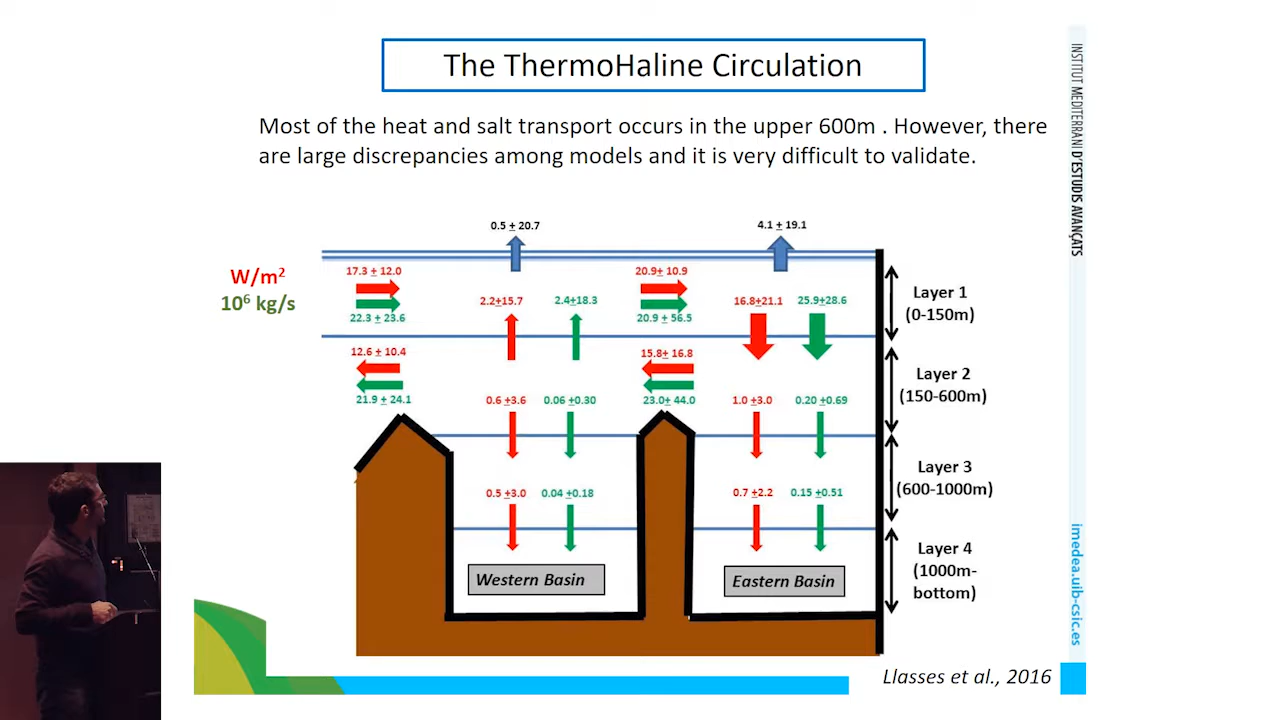 The ThermoHaline Circulation
Most of the heat and salt transport occurs in the upper 600m . However, there
are large discrepancies among models and it is very difficult to validate.
0.5 ± 20.7
4.1 ± 19.1
W/m²
10⁶ kg/s
17.3 ± 12.0
22.3 ± 23.6
2.2±15.7
2.4±18.3
20.9± 10.9
20.9 ± 56.5
16.8±21.1
25.9±28.6
Layer 1
(0-150m)
12.6 ± 10.4
21.9 ± 24.1
15.8± 16.8
23.0± 44.0
Layer 2
(150-600m)
0.6 ±3.6
0.06 ±0.30
1.0 ±3.0
0.20 ±0.69
Layer 3
(600-1000m)
0.5 ±3.0
0.04 ±0.18
0.7 ±2.2
0.15 ±0.51
Layer 4
(1000m-
bottom)
Western Basin
Eastern Basin
Llasses et al., 2016
INSTITUT MEDITERRANI D'ESTUDIS AVANÇATS
imedea.uib-csic.es